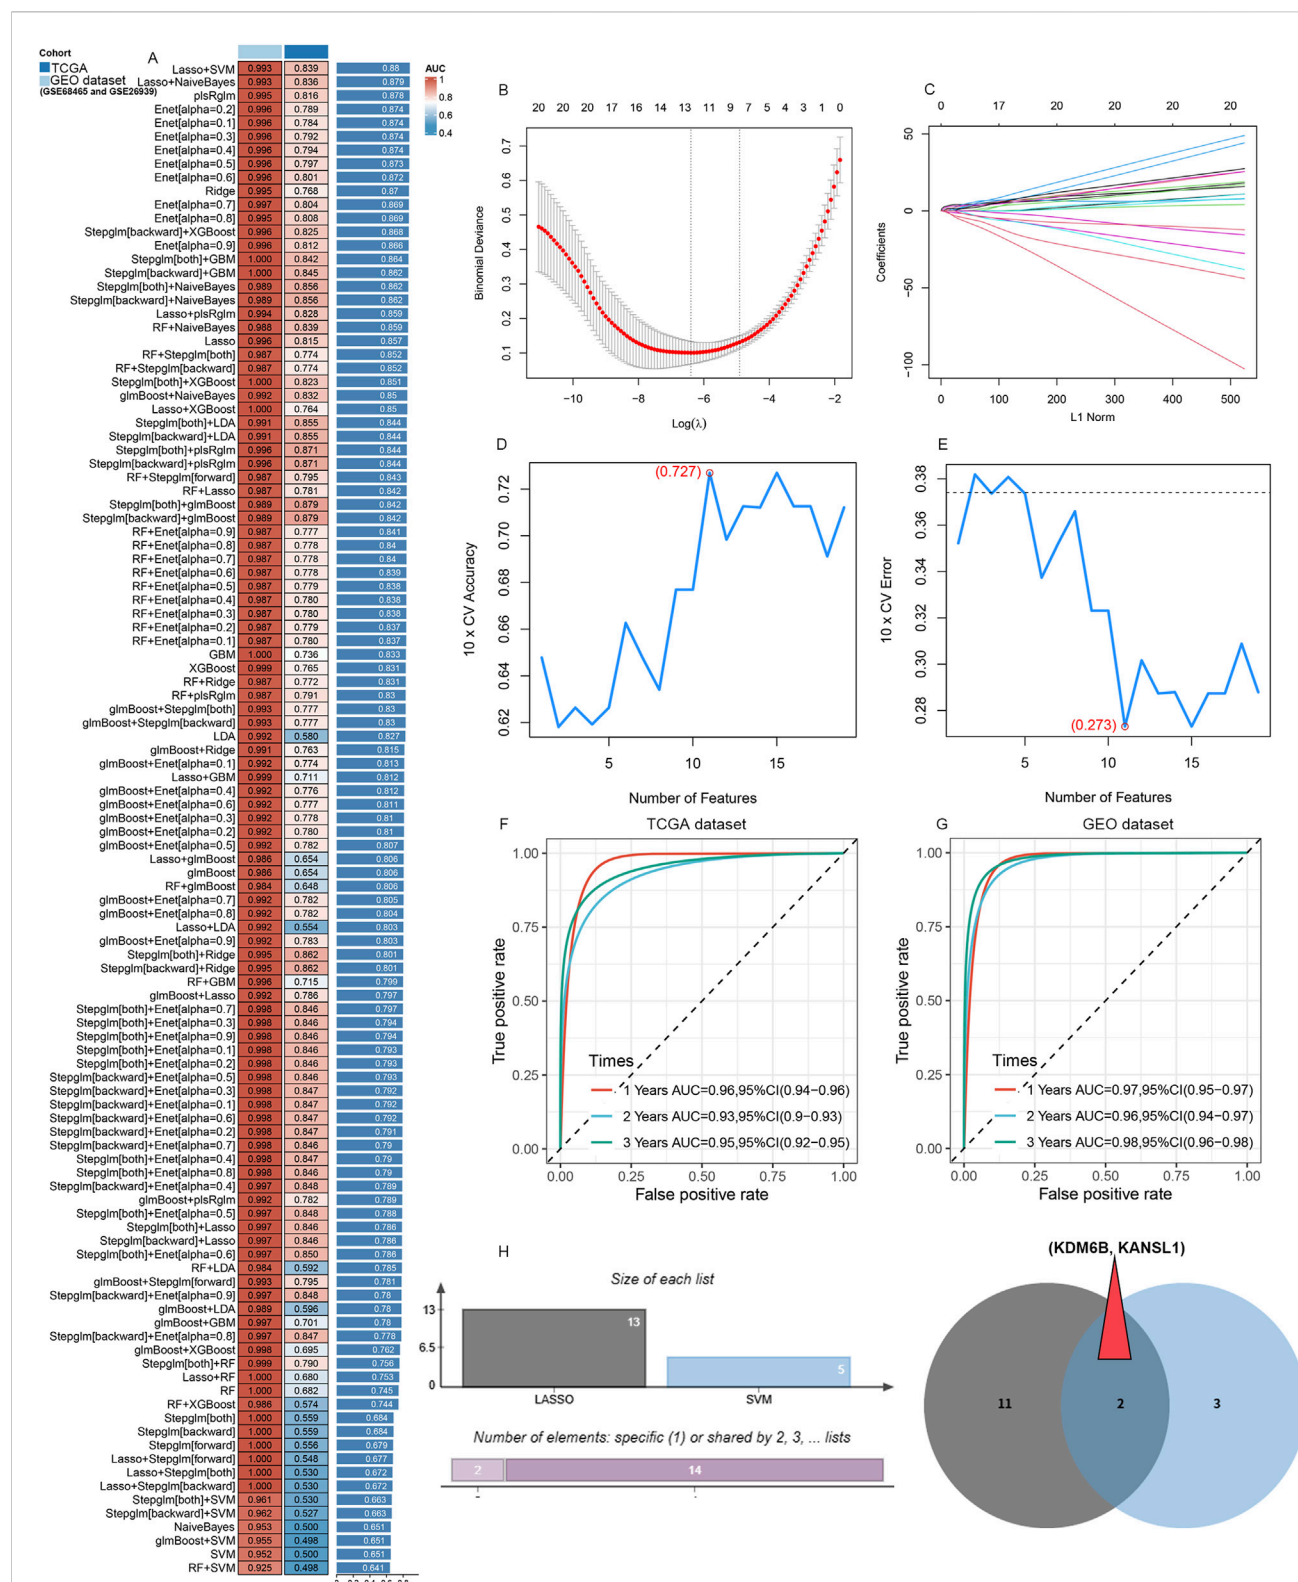 A
Cohort
TCGA
GEO dataset
(GSE68465 and GSE26939)
AUC
1
0.8
0.6
0.4
Lasso+SVM 0.993 0.839 0.88
Lasso+NaiveBayes 0.993 0.836 0.879
plsRglm 0.995 0.816 0.878
Enet[alpha=0.2] 0.996 0.789 0.874
Enet[alpha=0.1] 0.996 0.784 0.874
Enet[alpha=0.3] 0.996 0.792 0.874
Enet[alpha=0.4] 0.996 0.794 0.874
Enet[alpha=0.5] 0.996 0.797 0.873
Enet[alpha=0.6] 0.996 0.801 0.872
Ridge 0.995 0.768 0.87
Enet[alpha=0.7] 0.997 0.804 0.869
Enet[alpha=0.8] 0.995 0.808 0.869
Stepglm[backward]+XGBoost 0.996 0.825 0.868
Enet[alpha=0.9] 0.996 0.812 0.866
Stepglm[both]+GBM 1.000 0.842 0.864
Stepglm[backward]+GBM 1.000 0.845 0.862
Stepglm[both]+NaiveBayes 0.989 0.856 0.862
Stepglm[backward]+NaiveBayes 0.989 0.856 0.862
Lasso+plsRglm 0.994 0.828 0.859
RF+NaiveBayes 0.988 0.839 0.859
Lasso 0.996 0.815 0.857
RF+Stepglm[both] 0.987 0.774 0.852
RF+Stepglm[backward] 0.987 0.774 0.852
Stepglm[both]+XGBoost 1.000 0.823 0.851
glmBoost+NaiveBayes 0.992 0.832 0.85
Lasso+XGBoost 1.000 0.764 0.85
Stepglm[both]+LDA 0.991 0.855 0.844
Stepglm[backward]+LDA 0.991 0.855 0.844
Stepglm[both]+plsRglm 0.996 0.871 0.844
Stepglm[backward]+plsRglm 0.996 0.871 0.844
RF+Stepglm[forward] 0.987 0.795 0.843
RF+Lasso 0.987 0.781 0.842
Stepglm[both]+glmBoost 0.989 0.879 0.842
Stepglm[backward]+glmBoost 0.989 0.879 0.842
RF+Enet[alpha=0.9] 0.987 0.777 0.841
RF+Enet[alpha=0.8] 0.987 0.778 0.84
RF+Enet[alpha=0.7] 0.987 0.778 0.84
RF+Enet[alpha=0.6] 0.987 0.778 0.839
RF+Enet[alpha=0.5] 0.987 0.779 0.838
RF+Enet[alpha=0.4] 0.987 0.780 0.838
RF+Enet[alpha=0.3] 0.987 0.780 0.838
RF+Enet[alpha=0.2] 0.987 0.779 0.837
RF+Enet[alpha=0.1] 0.987 0.780 0.837
GBM 1.000 0.736 0.833
XGBoost 0.999 0.765 0.831
RF+Ridge 0.987 0.772 0.831
RF+plsRglm 0.987 0.791 0.83
glmBoost+Stepglm[both] 0.993 0.777 0.83
glmBoost+Stepglm[backward] 0.993 0.777 0.83
LDA 0.992 0.580 0.827
glmBoost+Ridge 0.991 0.763 0.815
glmBoost+Enet[alpha=0.1] 0.992 0.774 0.813
Lasso+GBM 0.999 0.711 0.812
glmBoost+Enet[alpha=0.4] 0.992 0.776 0.812
glmBoost+Enet[alpha=0.6] 0.992 0.777 0.811
glmBoost+Enet[alpha=0.3] 0.992 0.778 0.81
glmBoost+Enet[alpha=0.2] 0.992 0.780 0.81
glmBoost+Enet[alpha=0.5] 0.992 0.782 0.807
Lasso+glmBoost 0.986 0.654 0.806
glmBoost 0.986 0.654 0.806
RF+glmBoost 0.984 0.648 0.806
glmBoost+Enet[alpha=0.7] 0.992 0.782 0.805
glmBoost+Enet[alpha=0.8] 0.992 0.782 0.804
Lasso+LDA 0.992 0.554 0.803
glmBoost+Enet[alpha=0.9] 0.992 0.783 0.803
Stepglm[both]+Ridge 0.995 0.862 0.801
Stepglm[backward]+Ridge 0.995 0.862 0.801
RF+GBM 0.996 0.715 0.799
glmBoost+Lasso 0.992 0.786 0.797
Stepglm[both]+Enet[alpha=0.7] 0.998 0.846 0.797
Stepglm[both]+Enet[alpha=0.3] 0.998 0.846 0.794
Stepglm[both]+Enet[alpha=0.9] 0.998 0.846 0.794
Stepglm[both]+Enet[alpha=0.1] 0.998 0.846 0.793
Stepglm[both]+Enet[alpha=0.2] 0.998 0.846 0.793
Stepglm[backward]+Enet[alpha=0.5] 0.998 0.846 0.793
Stepglm[backward]+Enet[alpha=0.3] 0.998 0.847 0.792
Stepglm[backward]+Enet[alpha=0.1] 0.998 0.847 0.792
Stepglm[backward]+Enet[alpha=0.6] 0.998 0.847 0.792
Stepglm[backward]+Enet[alpha=0.2] 0.998 0.847 0.791
Stepglm[backward]+Enet[alpha=0.7] 0.998 0.846 0.79
Stepglm[both]+Enet[alpha=0.4] 0.998 0.847 0.79
Stepglm[both]+Enet[alpha=0.8] 0.998 0.846 0.79
Stepglm[backward]+Enet[alpha=0.4] 0.997 0.848 0.789
glmBoost+plsRglm 0.992 0.782 0.789
Stepglm[both]+Enet[alpha=0.5] 0.997 0.848 0.788
Stepglm[both]+Lasso 0.997 0.846 0.786
Stepglm[backward]+Lasso 0.997 0.846 0.786
Stepglm[both]+Enet[alpha=0.6] 0.997 0.850 0.786
RF+LDA 0.984 0.592 0.785
glmBoost+Stepglm[forward] 0.993 0.795 0.781
Stepglm[backward]+Enet[alpha=0.9] 0.997 0.848 0.78
glmBoost+LDA 0.989 0.596 0.78
glmBoost+GBM 0.997 0.701 0.78
Stepglm[backward]+Enet[alpha=0.8] 0.997 0.847 0.778
glmBoost+XGBoost 0.998 0.695 0.762
Stepglm[both]+RF 0.999 0.790 0.756
Lasso+RF 1.000 0.680 0.753
RF 1.000 0.682 0.745
RF+XGBoost 0.986 0.574 0.744
Stepglm[both] 1.000 0.559 0.684
Stepglm[backward] 1.000 0.559 0.684
Stepglm[forward] 1.000 0.556 0.679
Lasso+Stepglm[forward] 1.000 0.548 0.677
Lasso+Stepglm[both] 1.000 0.530 0.672
Lasso+Stepglm[backward] 1.000 0.530 0.672
Stepglm[both]+SVM 0.961 0.530 0.663
Stepglm[backward]+SVM 0.962 0.527 0.663
NaiveBayes 0.953 0.500 0.651
glmBoost+SVM 0.955 0.498 0.651
SVM 0.952 0.500 0.651
RF+SVM 0.925 0.498 0.641
B
20 20 20 17 16 14 13 11 9 7 5 4 3 1 0
Binomial Deviance
0.7
0.6
0.5
0.4
0.3
0.2
0.1
−10 −8 −6 −4 −2
Log(λ)
C
0 17 20 20 20 20
Coefficients
50
0
−50
−100
0 100 200 300 400 500
L1 Norm
D
10 x CV Accuracy
(0.727)
0.72
0.70
0.68
0.66
0.64
0.62
5 10 15
Number of Features
E
10 x CV Error
0.38
0.36
0.34
0.32
0.30
0.28
(0.273)
5 10 15
Number of Features
F
TCGA dataset
True positive rate
1.00
0.75
0.50
0.25
0.00
Times
1 Years AUC=0.96,95%CI(0.94−0.96)
2 Years AUC=0.93,95%CI(0.9−0.93)
3 Years AUC=0.95,95%CI(0.92−0.95)
0.00 0.25 0.50 0.75 1.00
False positive rate
G
GEO dataset
True positive rate
1.00
0.75
0.50
0.25
0.00
Times
1 Years AUC=0.97,95%CI(0.95−0.97)
2 Years AUC=0.96,95%CI(0.94−0.97)
3 Years AUC=0.98,95%CI(0.96−0.98)
0.00 0.25 0.50 0.75 1.00
False positive rate
H
Size of each list
13
6.5
0
13
5
LASSO SVM
Number of elements: specific (1) or shared by 2, 3, ... lists
2 14
(KDM6B, KANSL1)
11 2 3